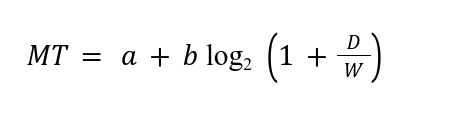 MT = a + b log₂ (1 + D/W)